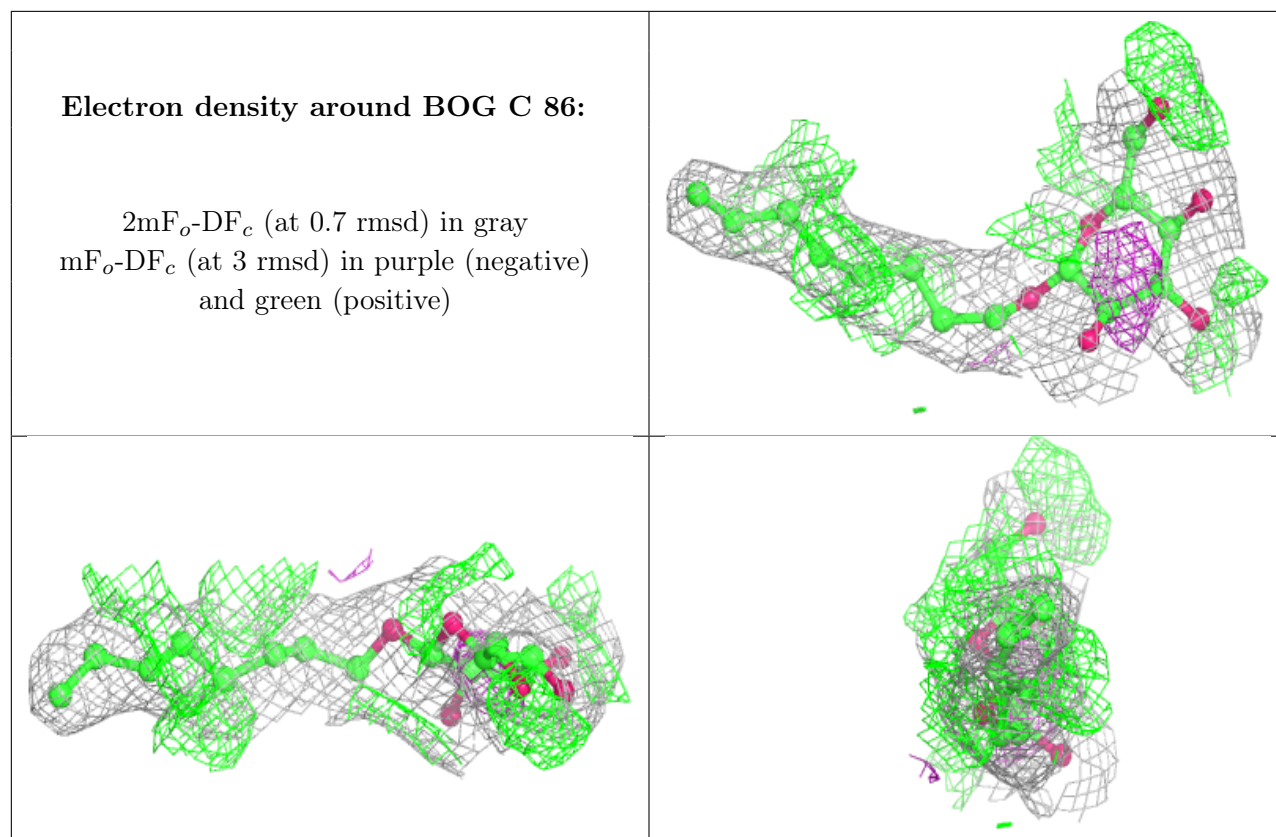 Electron density around BOG C 86:
2mFo-DFc (at 0.7 rmsd) in gray
mFo-DFc (at 3 rmsd) in purple (negative)
and green (positive)